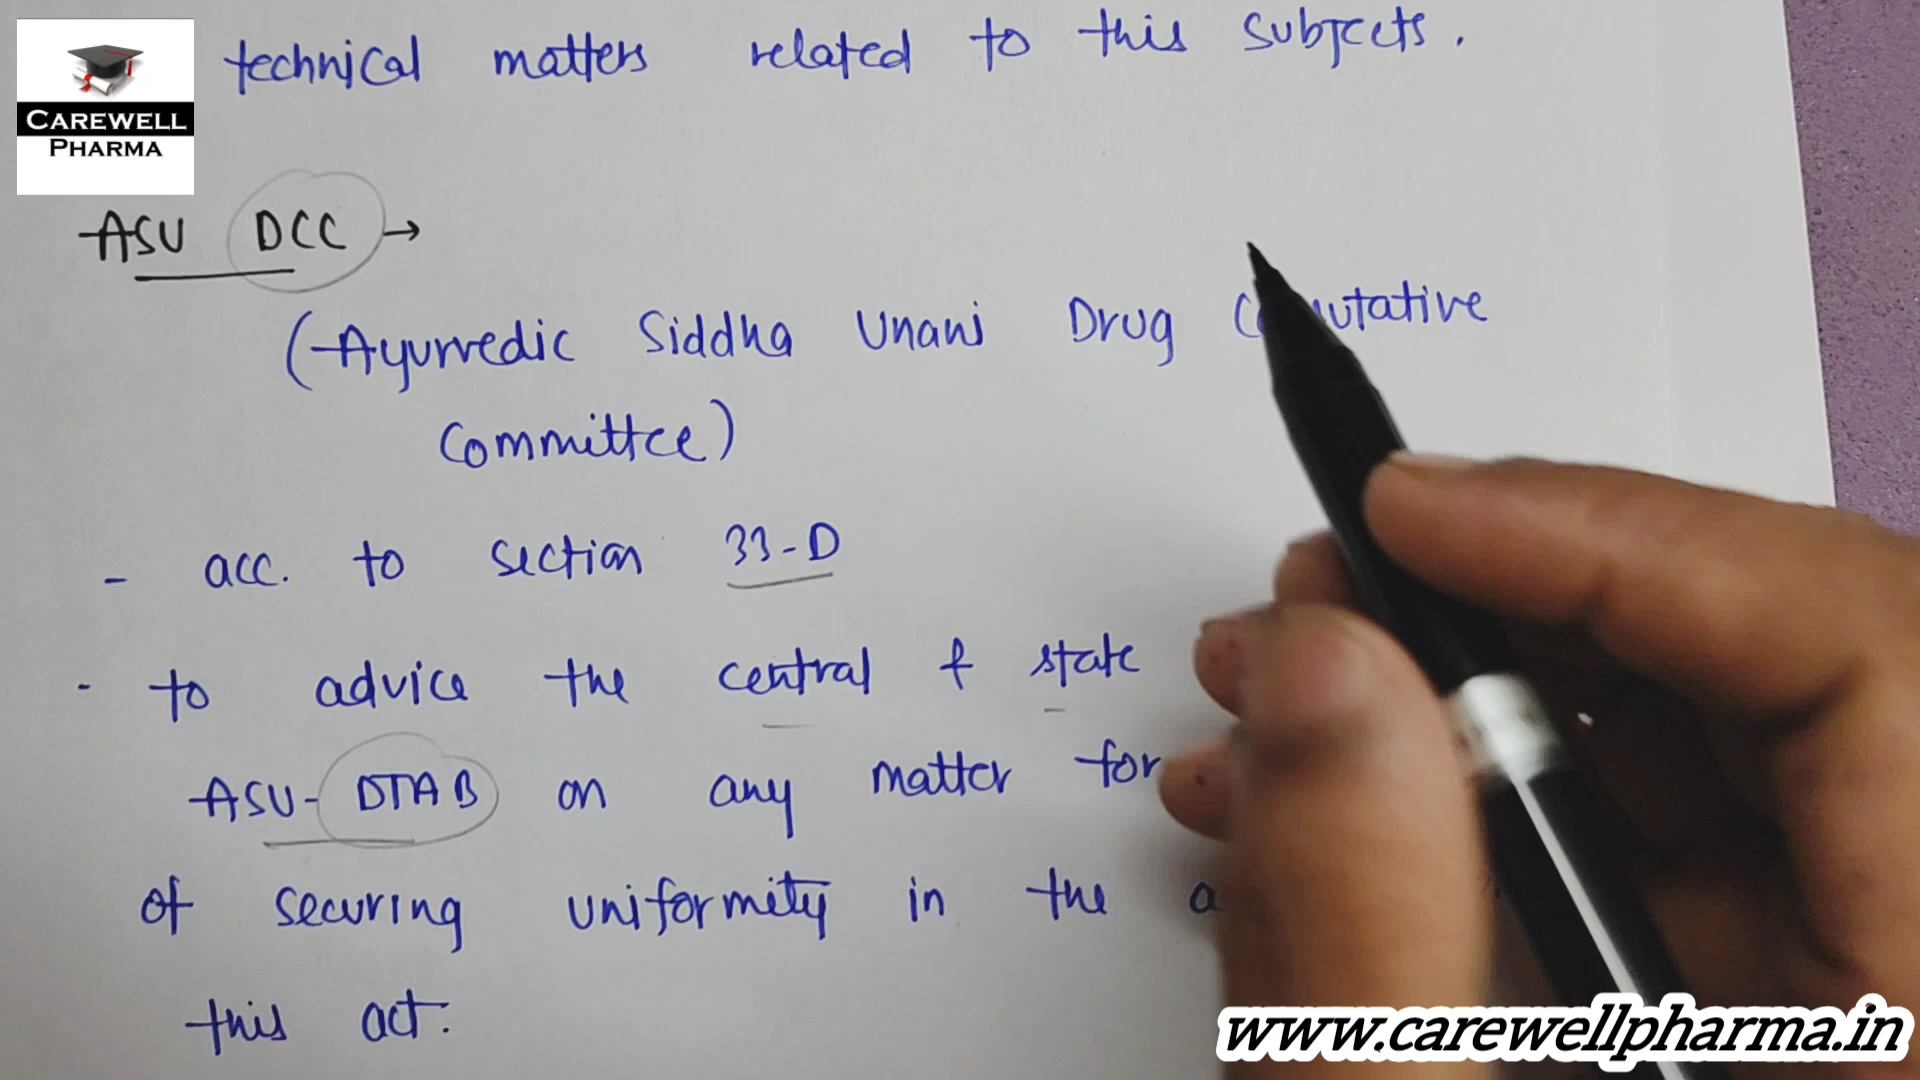 technical matters related to this subjects.
CAREWELL
PHARMA
ASU DCC →
(Ayurvedic Siddha Unani Drug
Committee)
- acc. to section 33-D
- to advice the central & state
ASU-DTAB on any matter for
of securing uniformity in the
this act.
www.carewellpharma.in